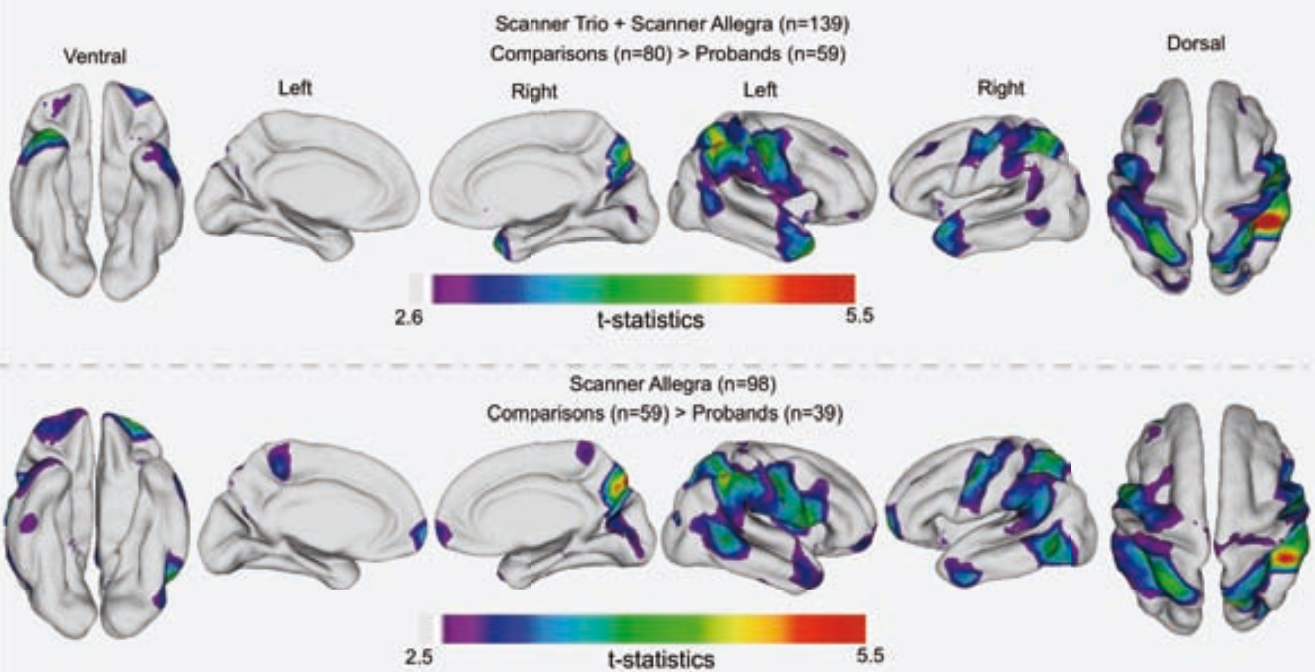 Scanner Trio + Scanner Allegra (n=139)
Comparisons (n=80) > Probands (n=59)
Ventral
Left
Right
Left
Right
Dorsal
2.6
5.5
t-statistics
Scanner Allegra (n=98)
Comparisons (n=59) > Probands (n=39)
2.5
5.5
t-statistics